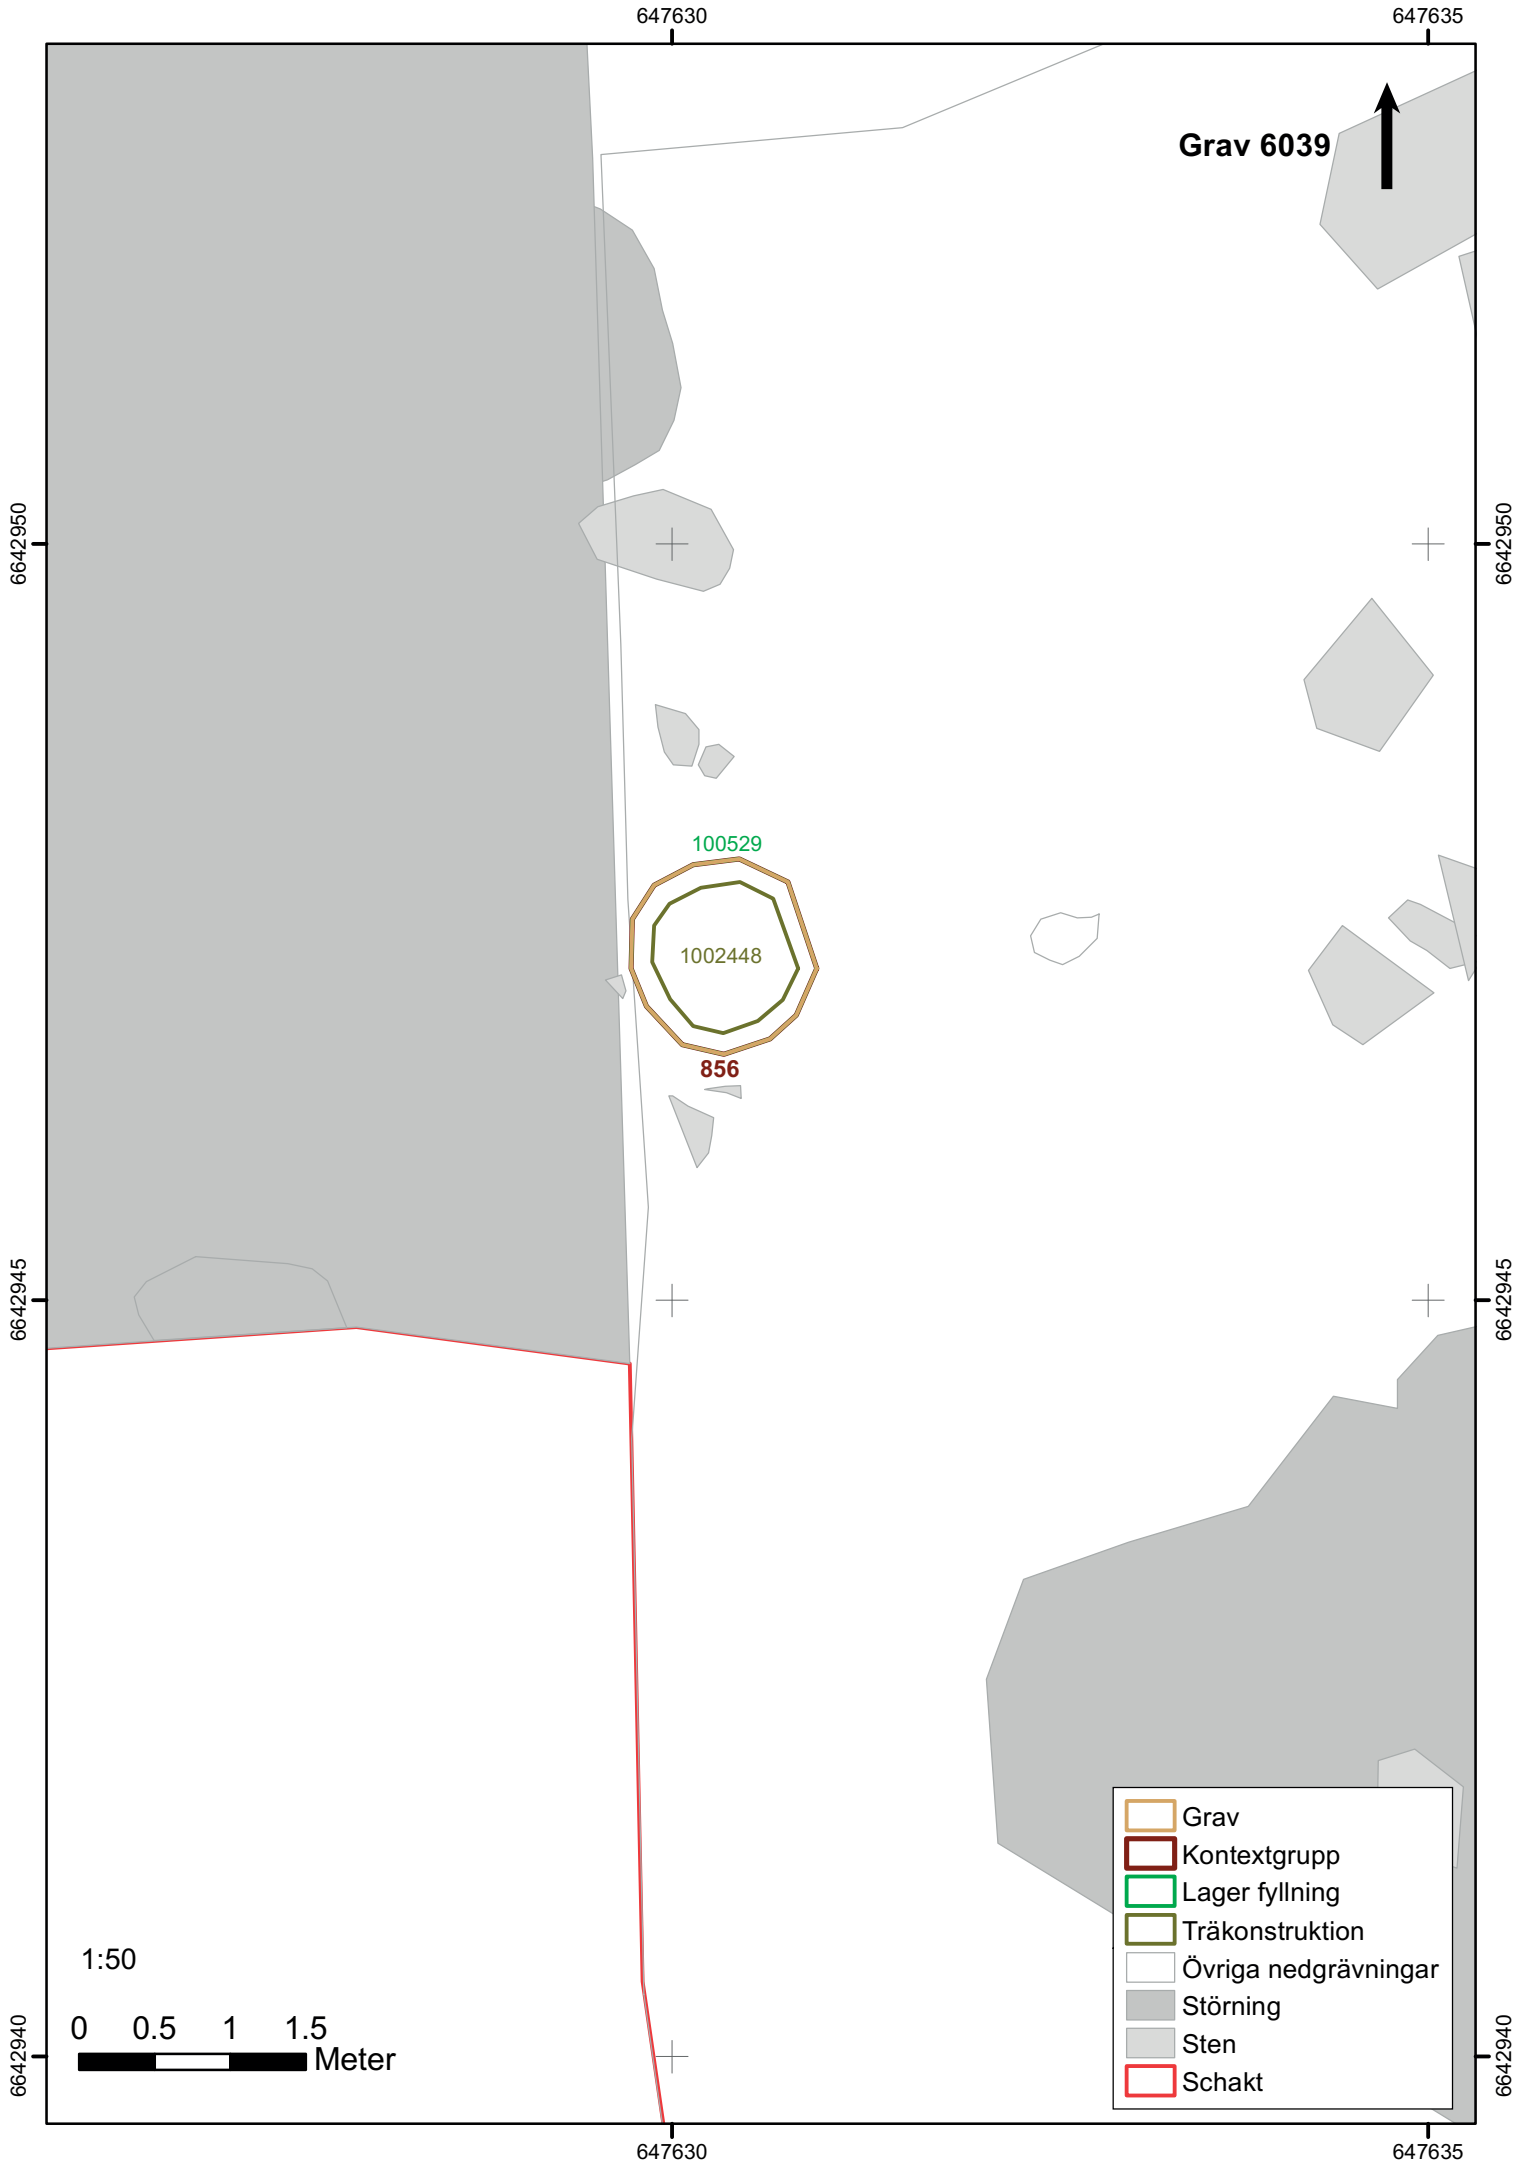 647630
647635
Grav 6039
6642950
6642950
100529
1002448
856
6642945
6642945
Grav
Kontextgrupp
Lager fyllning
Träkonstruktion
Övriga nedgrävningar
Störning
Sten
Schakt
1:50
0 0.5 1 1.5
Meter
6642940
6642940
647630
647635